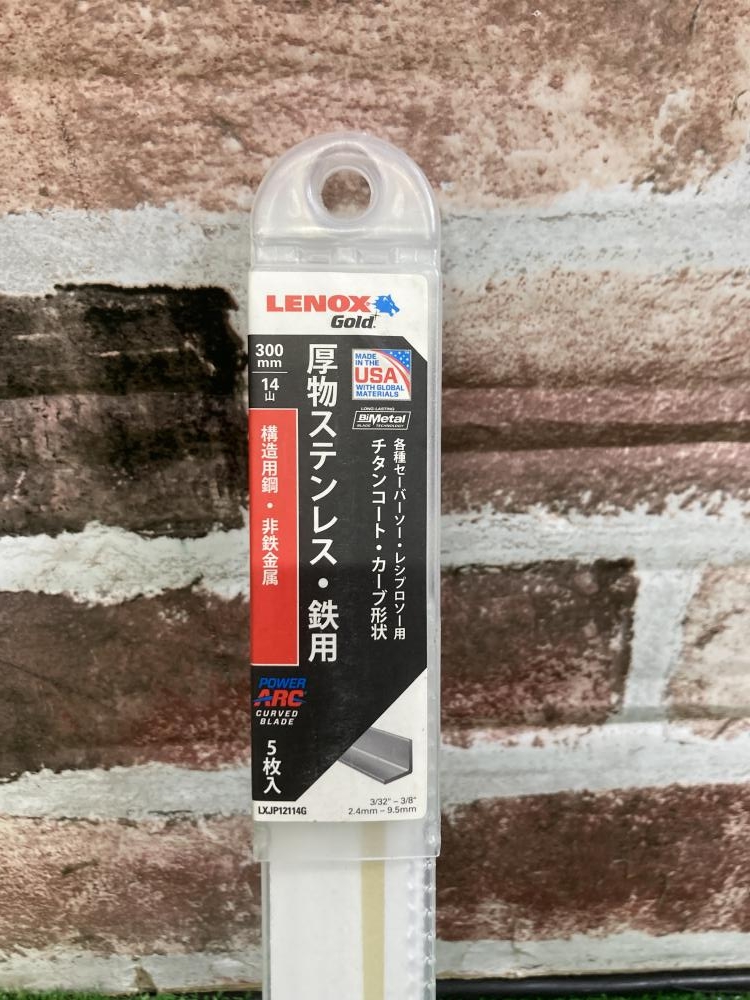 LENOX
Gold
300
mm
14
山
厚物ステンレス・鉄用
構造用鋼・非鉄金属
MADE
IN THE
USA
WITH GLOBAL
MATERIALS
LONG-LASTING
BiMetal
BLADE TECHNOLOGY
各種セーバーソー・レシプロソー用
チタンコート・カーブ形状
POWER
ARC
CURVED
BLADE
5枚入
LXJP12114G
3/32" – 3/8"
2.4mm – 9.5mm